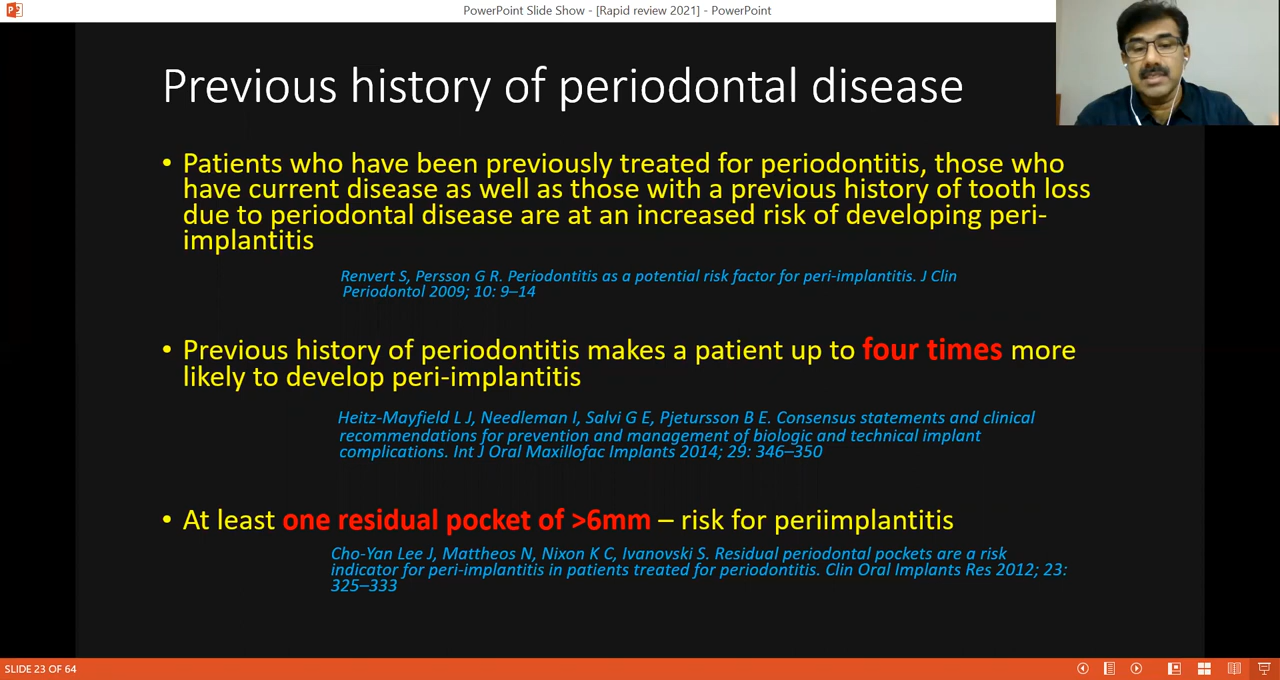 PowerPoint Slide Show - [Rapid review 2021] - PowerPoint
Previous history of periodontal disease
• Patients who have been previously treated for periodontitis, those who
have current disease as well as those with a previous history of tooth loss
due to periodontal disease are at an increased risk of developing peri-
implantitis
Renvert S, Persson G R. Periodontitis as a potential risk factor for peri-implantitis. J Clin
Periodontol 2009; 10: 9–14
• Previous history of periodontitis makes a patient up to four times more
likely to develop peri-implantitis
Heitz-Mayfield L J, Needleman I, Salvi G E, Pjetursson B E. Consensus statements and clinical
recommendations for prevention and management of biologic and technical implant
complications. Int J Oral Maxillofac Implants 2014; 29: 346–350
• At least one residual pocket of >6mm – risk for periimplantitis
Cho-Yan Lee J, Mattheos N, Nixon K C, Ivanovski S. Residual periodontal pockets are a risk
indicator for peri-implantitis in patients treated for periodontitis. Clin Oral Implants Res 2012; 23:
325–333
SLIDE 23 OF 64